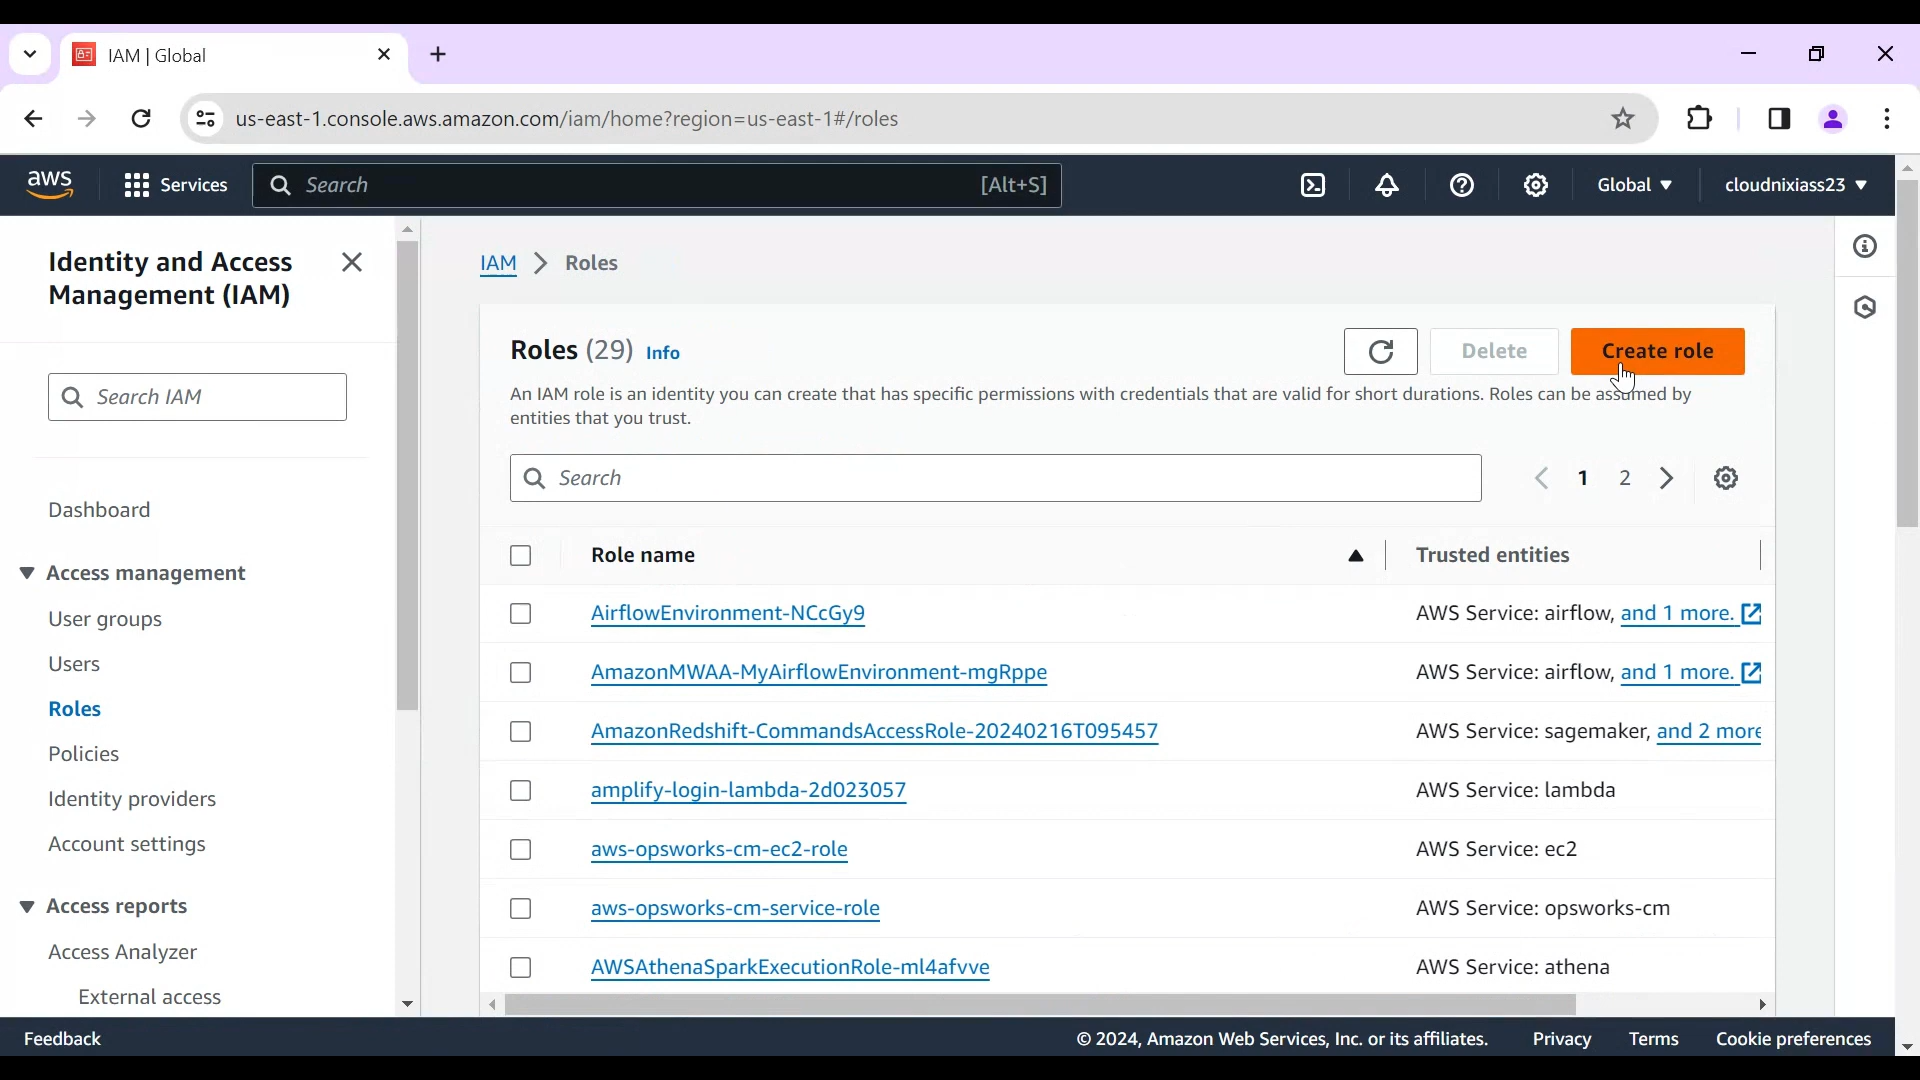 IAM | Global
us-east-1.console.aws.amazon.com/iam/home?region=us-east-1#/roles
aws
Services
Search
[Alt+S]
Global
cloudnixiass23
Identity and Access
Management (IAM)
Search IAM
Dashboard
Access management
User groups
Users
Roles
Policies
Identity providers
Account settings
Access reports
Access Analyzer
External access
IAM > Roles
Roles (29) Info
Delete
Create role
An IAM role is an identity you can create that has specific permissions with credentials that are valid for short durations. Roles can be assumed by
entities that you trust.
Search
1 2
Role name
Trusted entities
AirflowEnvironment-NCcGy9
AWS Service: airflow, and 1 more.
AmazonMWAA-MyAirflowEnvironment-mgRppe
AWS Service: airflow, and 1 more.
AmazonRedshift-CommandsAccessRole-20240216T095457
AWS Service: sagemaker, and 2 more
amplify-login-lambda-2d023057
AWS Service: lambda
aws-opsworks-cm-ec2-role
AWS Service: ec2
aws-opsworks-cm-service-role
AWS Service: opsworks-cm
AWSAthenaSparkExecutionRole-ml4afvve
AWS Service: athena
Feedback
© 2024, Amazon Web Services, Inc. or its affiliates.
Privacy
Terms
Cookie preferences